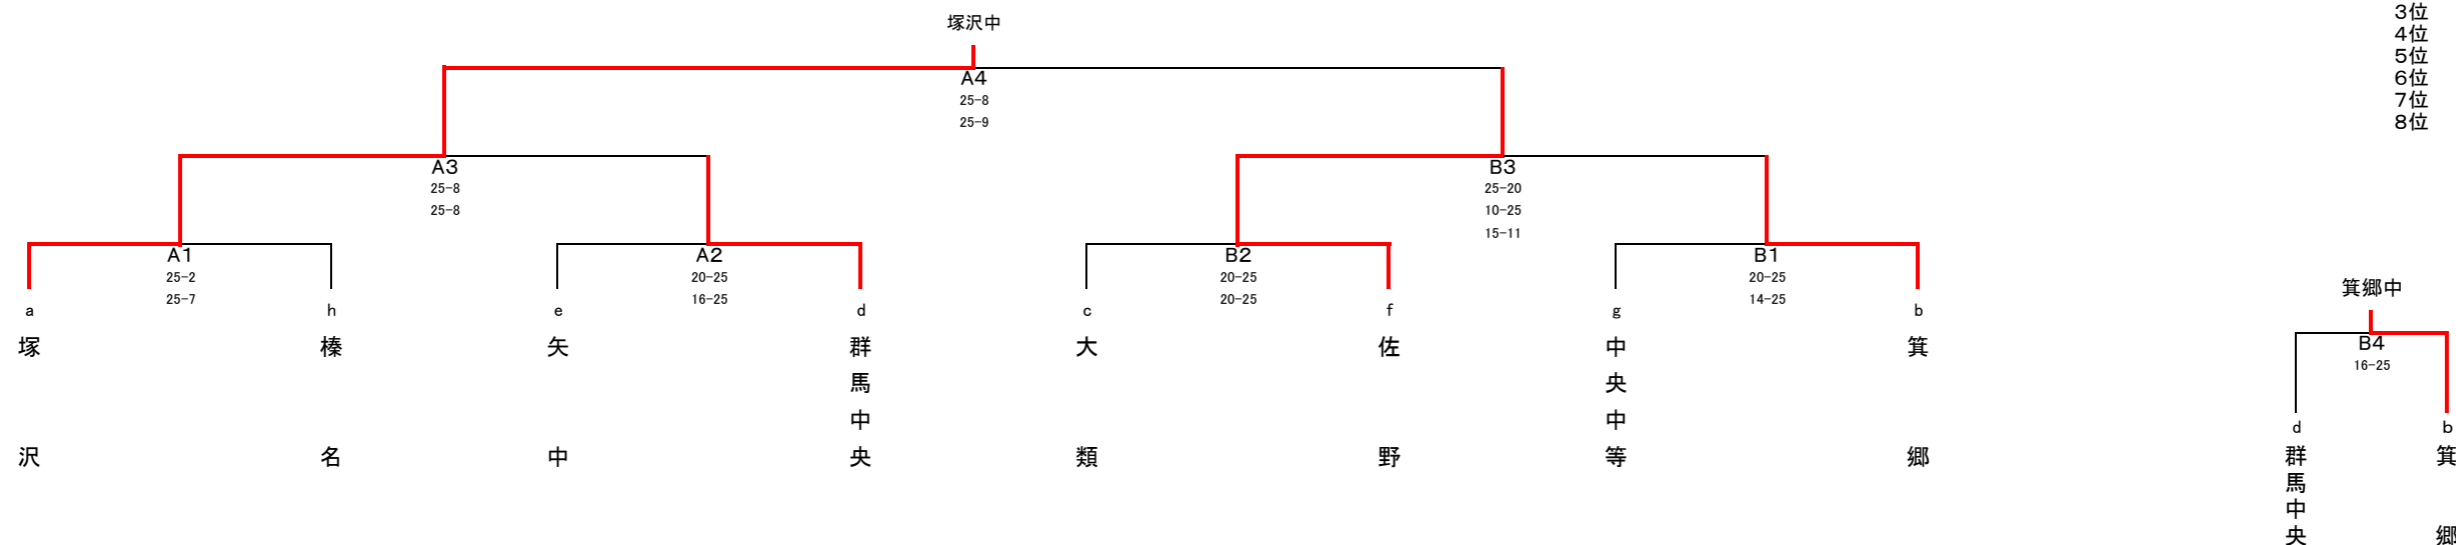 塚沢中
3位
4位
5位
6位
7位
8位
A4
25-8
25-9
A3
25-8
25-8
B3
25-20
10-25
15-11
A1
25-2
25-7
A2
20-25
16-25
B2
20-25
20-25
B1
20-25
14-25
a
塚沢
h
榛名
e
矢中
d
群馬中央
c
大類
f
佐野
g
中央中等
b
箕郷
箕郷中
B4
16-25
d
群馬中央
b
箕郷